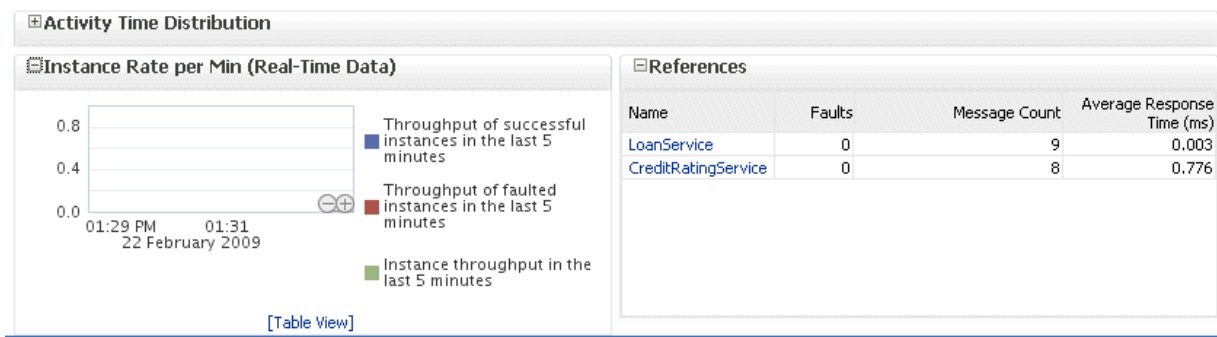 Activity Time Distribution
Instance Rate per Min (Real-Time Data)
0.8
0.4
0.0
01:29 PM 01:31
22 February 2009
Throughput of successful
instances in the last 5
minutes
Throughput of faulted
instances in the last 5
minutes
Instance throughput in the
last 5 minutes
[Table View]
References
Name Faults Message Count Average Response
Time (ms)
LoanService 0 9 0.003
CreditRatingService 0 8 0.776